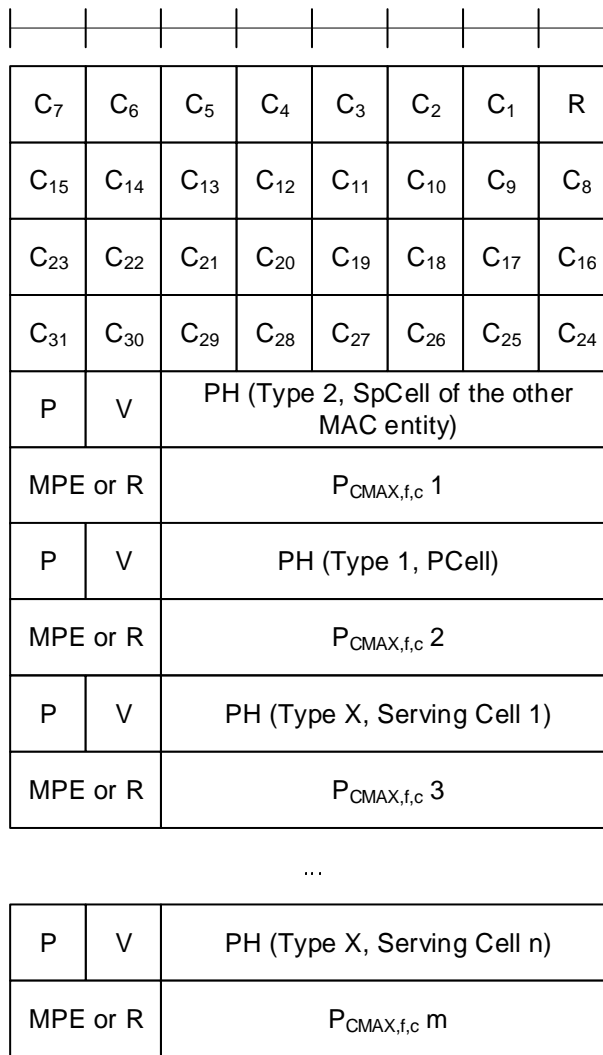 C7 C6 C5 C4 C3 C2 C1 R
C15 C14 C13 C12 C11 C10 C9 C8
C23 C22 C21 C20 C19 C18 C17 C16
C31 C30 C29 C28 C27 C26 C25 C24
P V PH (Type 2, SpCell of the other
MAC entity)
MPE or R PCMAX,f,c 1
P V PH (Type 1, PCell)
MPE or R PCMAX,f,c 2
P V PH (Type X, Serving Cell 1)
MPE or R PCMAX,f,c 3
...
P V PH (Type X, Serving Cell n)
MPE or R PCMAX,f,c m